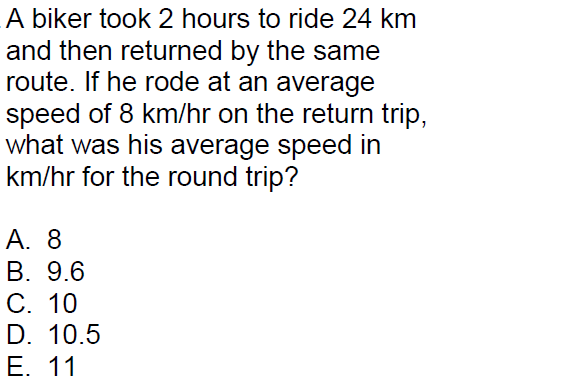 A biker took 2 hours to ride 24 km
and then returned by the same
route. If he rode at an average
speed of 8 km/hr on the return trip,
what was his average speed in
km/hr for the round trip?
A. 8
B. 9.6
C. 10
D. 10.5
E. 11